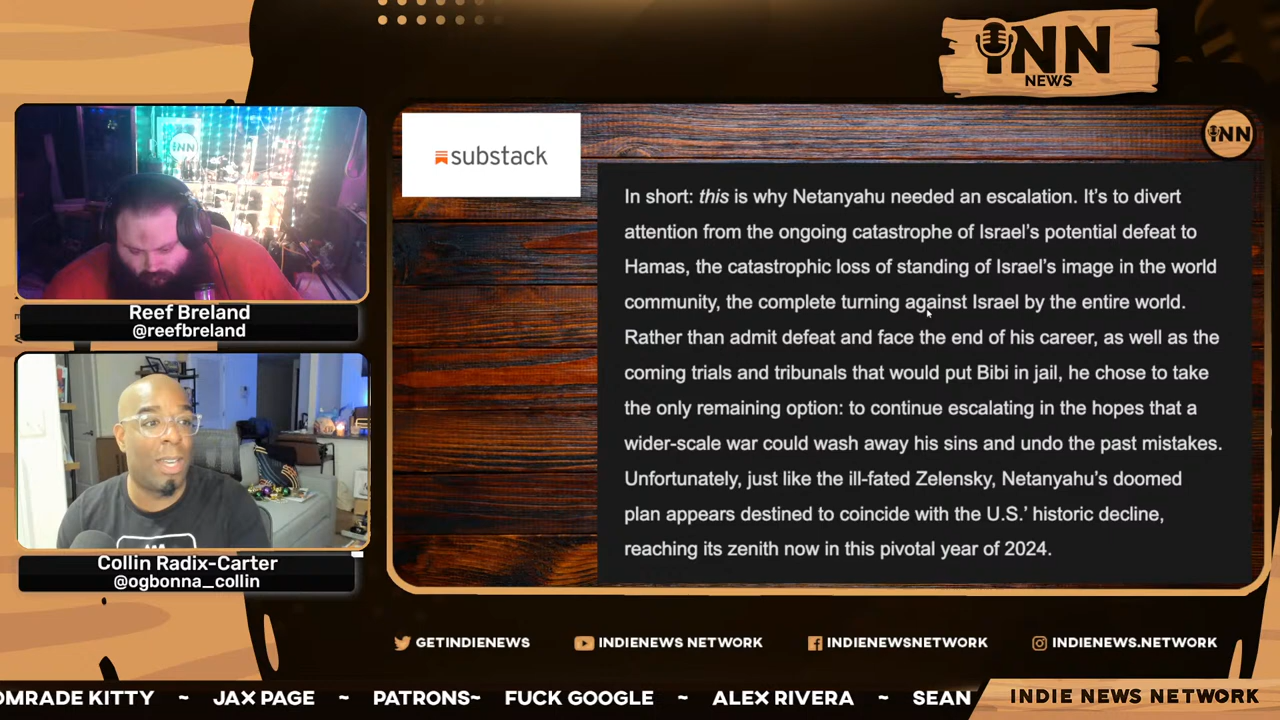 iNN
NEWS
iNN
substack
In short: this is why Netanyahu needed an escalation. It’s to divert
attention from the ongoing catastrophe of Israel’s potential defeat to
Hamas, the catastrophic loss of standing of Israel’s image in the world
community, the complete turning against Israel by the entire world.
Rather than admit defeat and face the end of his career, as well as the
coming trials and tribunals that would put Bibi in jail, he chose to take
the only remaining option: to continue escalating in the hopes that a
wider-scale war could wash away his sins and undo the past mistakes.
Unfortunately, just like the ill-fated Zelensky, Netanyahu’s doomed
plan appears destined to coincide with the U.S.’ historic decline,
reaching its zenith now in this pivotal year of 2024.
iNN
Reef Breland
@reefbreland
Collin Radix-Carter
@ogbonna_collin
GETINDIENEWS
INDIENEWS NETWORK
INDIENEWSNETWORK
INDIENEWS.NETWORK
OMRADE KITTY ~ JAX PAGE ~ PATRONS~ FUCK GOOGLE ~ ALEX RIVERA ~ SEAN
INDIE NEWS NETWORK